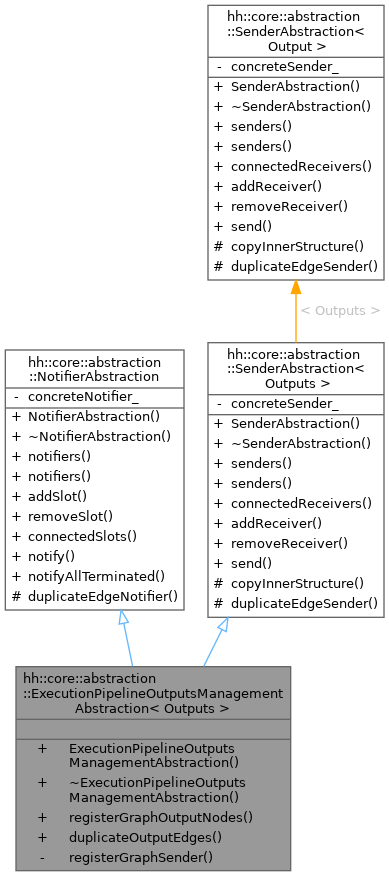 hh::core::abstraction
::SenderAbstraction<
Output >
- concreteSender_
+ SenderAbstraction()
+ ~SenderAbstraction()
+ senders()
+ senders()
+ connectedReceivers()
+ addReceiver()
+ removeReceiver()
+ send()
# copyInnerStructure()
# duplicateEdgeSender()
< Outputs >
hh::core::abstraction
::NotifierAbstraction
- concreteNotifier_
+ NotifierAbstraction()
+ ~NotifierAbstraction()
+ notifiers()
+ notifiers()
+ addSlot()
+ removeSlot()
+ connectedSlots()
+ notify()
+ notifyAllTerminated()
# duplicateEdgeNotifier()
hh::core::abstraction
::SenderAbstraction<
Outputs >
- concreteSender_
+ SenderAbstraction()
+ ~SenderAbstraction()
+ senders()
+ senders()
+ connectedReceivers()
+ addReceiver()
+ removeReceiver()
+ send()
# copyInnerStructure()
# duplicateEdgeSender()
hh::core::abstraction
::ExecutionPipelineOutputsManagement
Abstraction< Outputs >
+ ExecutionPipelineOutputs
ManagementAbstraction()
+ ~ExecutionPipelineOutputs
ManagementAbstraction()
+ registerGraphOutputNodes()
+ duplicateOutputEdges()
- registerGraphSender()